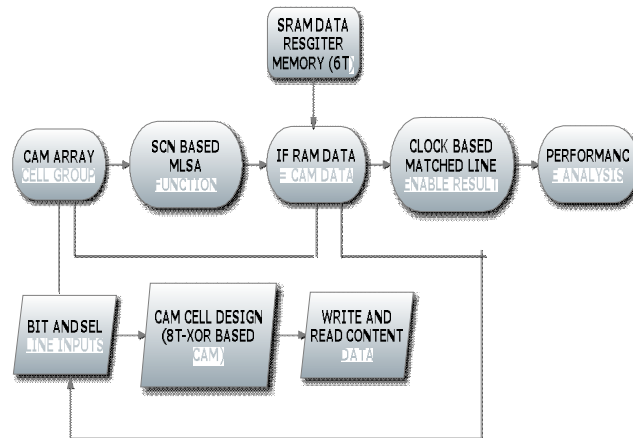 SRAM DATA
RESGITER
MEMORY (6T)
CAM ARRAY
CELL GROUP
SCN BASED
MLSA
FUNCTION
IF RAM DATA
= CAM DATA
CLOCK BASED
MATCHED LINE
ENABLE RESULT
PERFORMANC
E ANALYSIS
BIT AND SEL
LINE INPUTS
CAM CELL DESIGN
(8T-XOR BASED
CAM)
WRITE AND
READ CONTENT
DATA